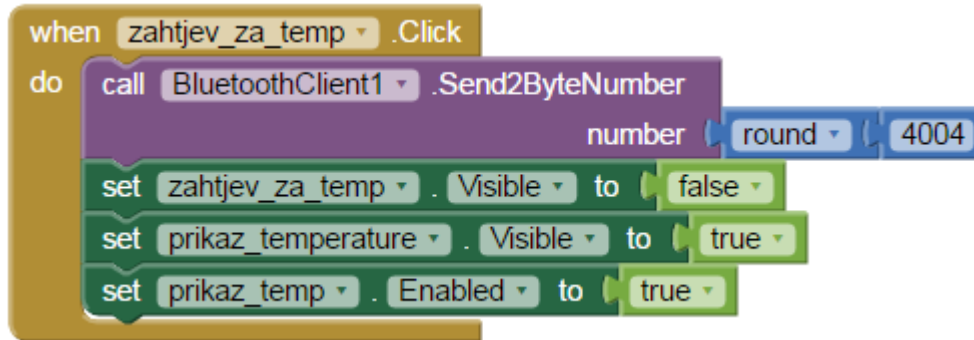 when zahtjev_za_temp .Click
do call BluetoothClient1 .Send2ByteNumber
number round 4004
set zahtjev_za_temp . Visible to false
set prikaz_temperature . Visible to true
set prikaz_temp . Enabled to true